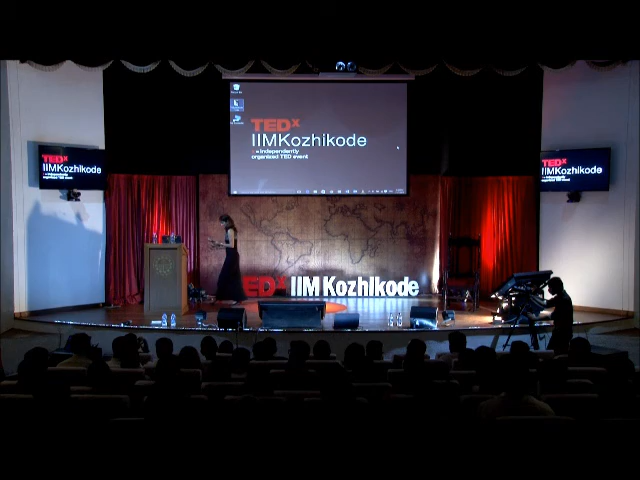 TEDx
IIMKozhikode
x = independently
organized TED event
TEDx
IIMKozhikode
TEDx
IIMKozhikode
TEDx IIM Kozhikode